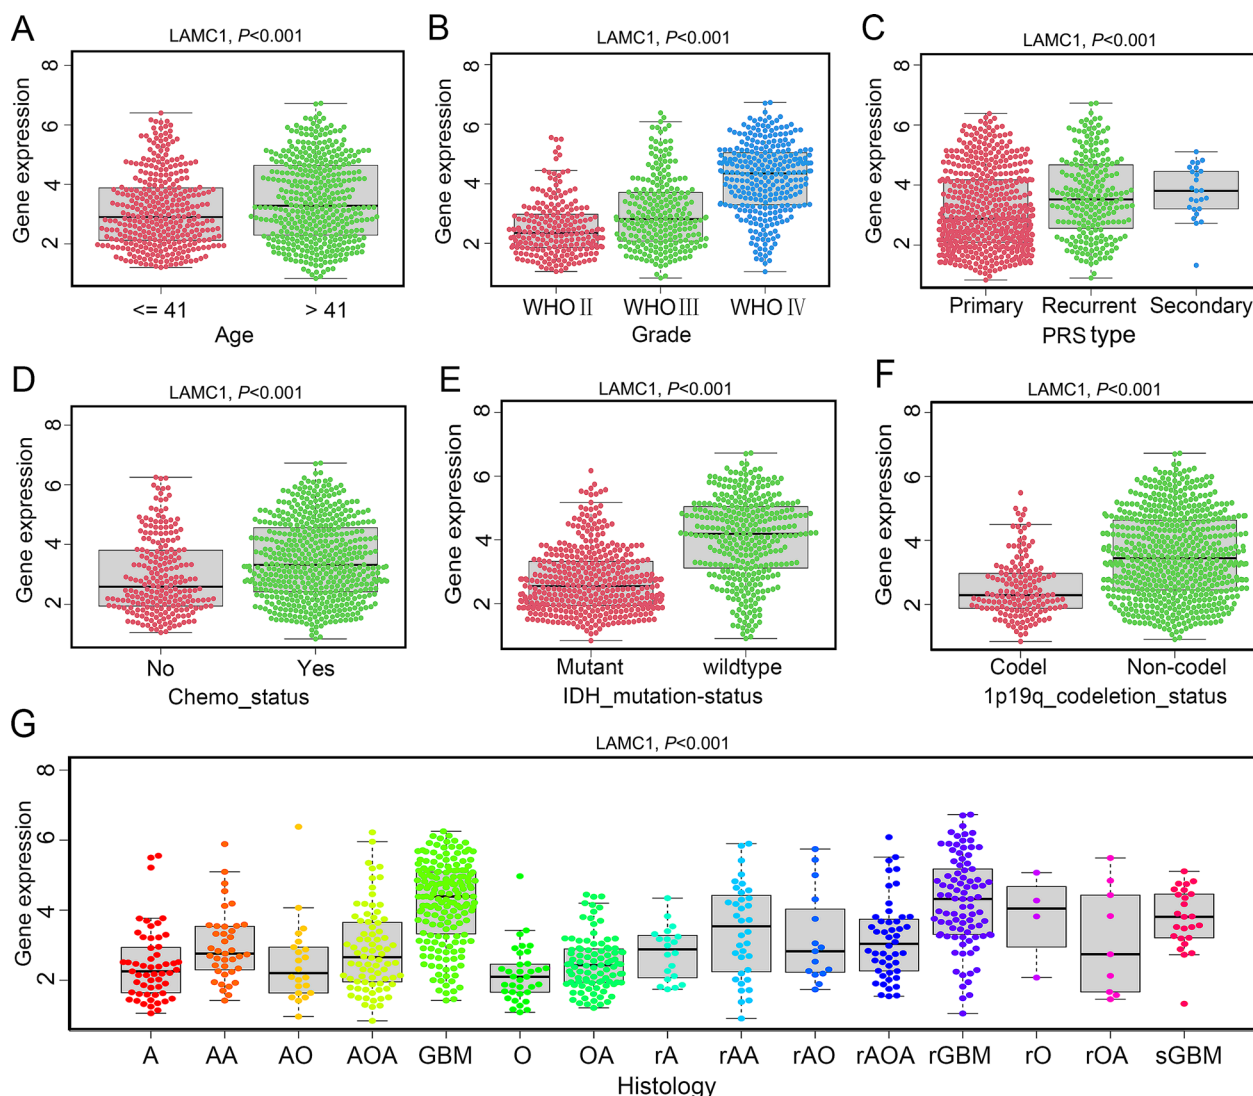 A
LAMC1, P<0.001
Gene expression
8
6
4
2
<= 41
> 41
Age
B
LAMC1, P<0.001
Gene expression
8
6
4
2
WHO II
WHO III
WHO IV
Grade
C
LAMC1, P<0.001
Gene expression
8
6
4
2
Primary
Recurrent
Secondary
PRS type
D
LAMC1, P<0.001
Gene expression
8
6
4
2
No
Yes
Chemo_status
E
LAMC1, P<0.001
Gene expression
8
6
4
2
Mutant
wildtype
IDH_mutation-status
F
LAMC1, P<0.001
Gene expression
8
6
4
2
Codel
Non-codel
1p19q_codeletion_status
G
LAMC1, P<0.001
Gene expression
8
6
4
2
A
AA
AO
AOA
GBM
O
OA
rA
rAA
rAO
rAOA
rGBM
rO
rOA
sGBM
Histology